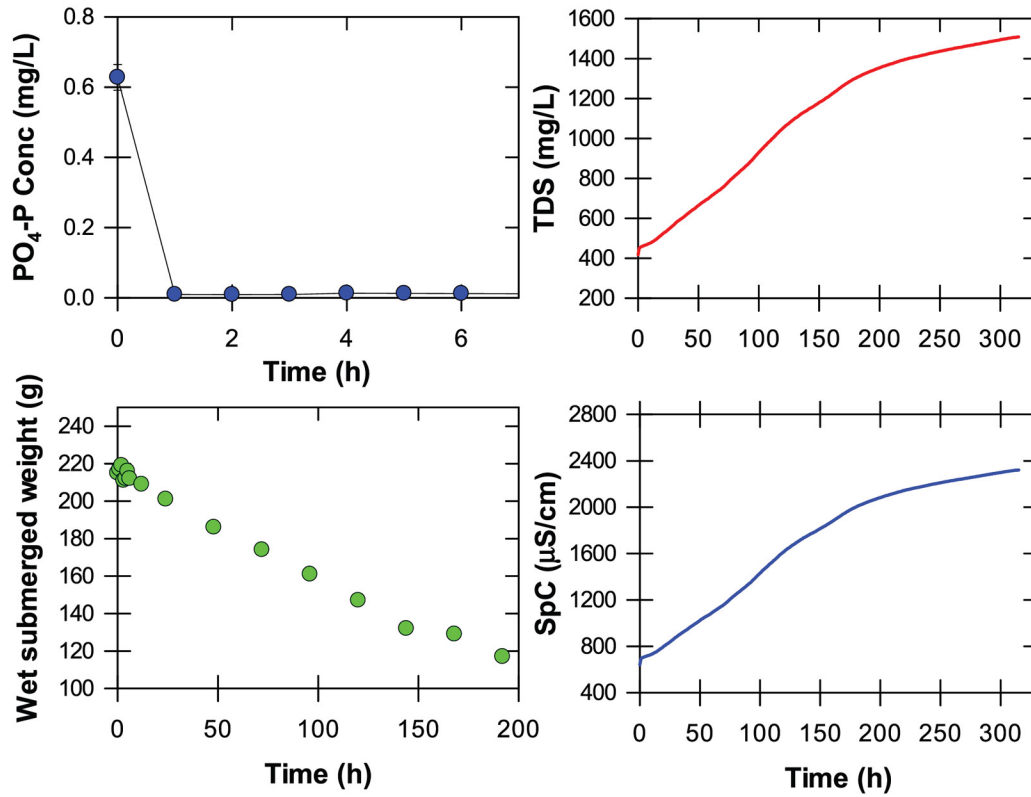 PO4-P Conc (mg/L)
0.8
0.6
0.4
0.2
0.0
0 2 4 6
Time (h)
TDS (mg/L)
1600
1400
1200
1000
800
600
400
200
0 50 100 150 200 250 300
Wet submerged weight (g)
240
220
200
180
160
140
120
100
0 50 100 150 200
Time (h)
SpC (μS/cm)
2800
2400
2000
1600
1200
800
400
0 50 100 150 200 250 300
Time (h)